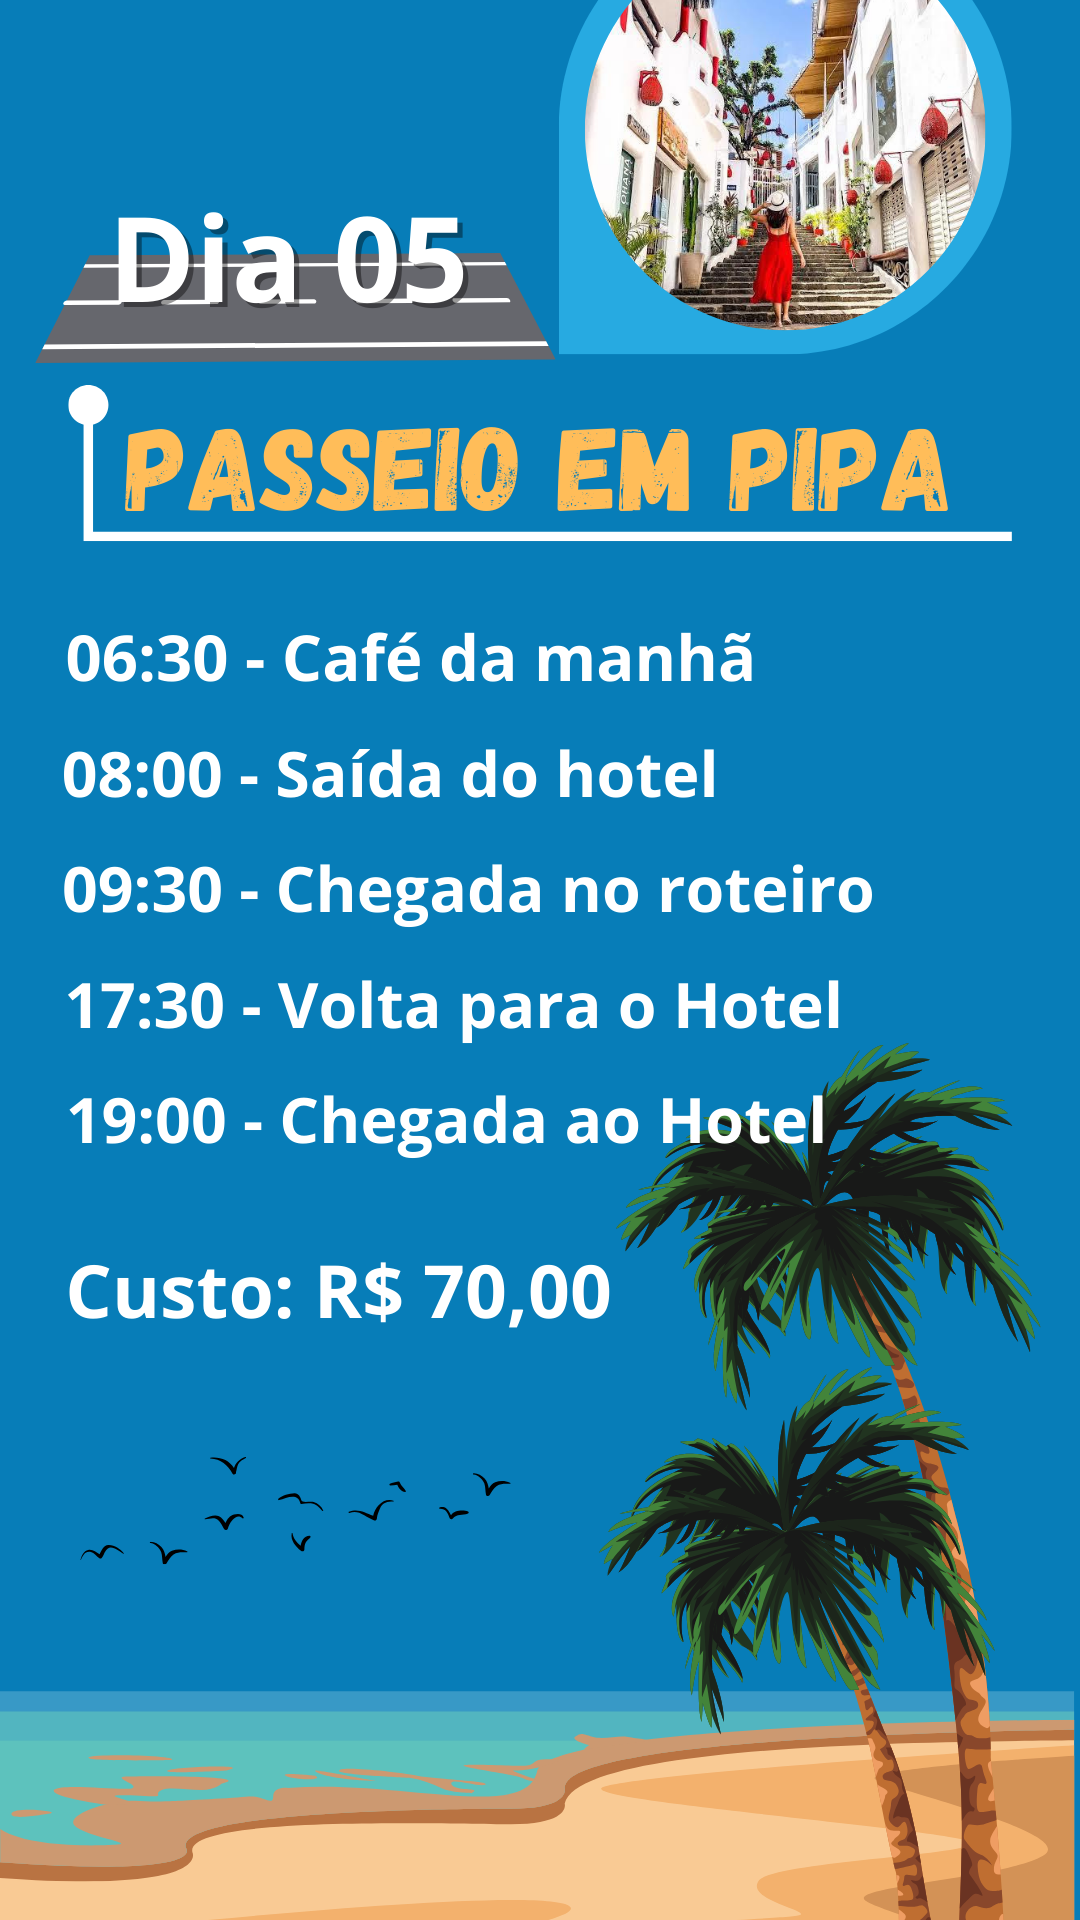 Dia 05
PASSEIO EM PIPA
06:30 - Café da manhã
08:00 - Saída do hotel
09:30 - Chegada no roteiro
17:30 - Volta para o Hotel
19:00 - Chegada ao Hotel
Custo: R$ 70,00